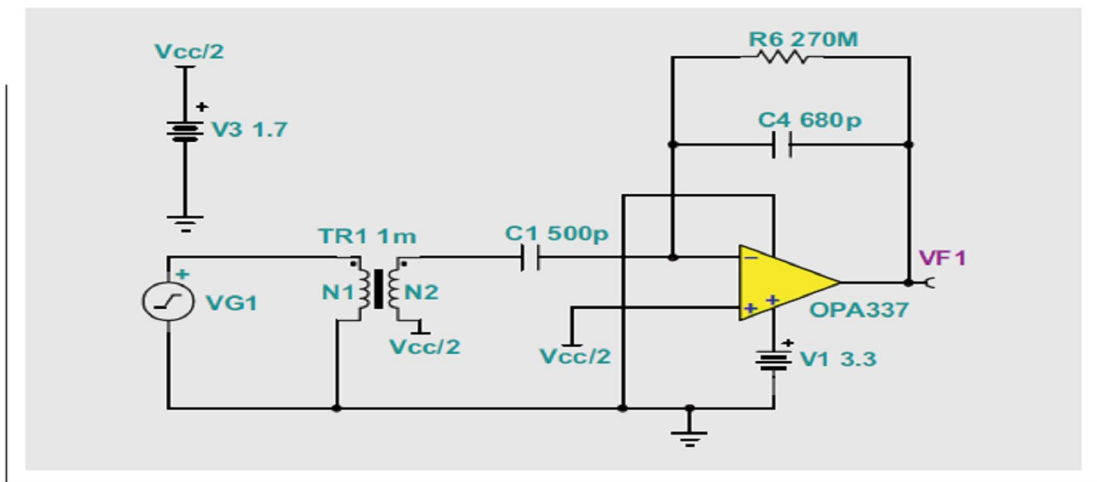 R6 270M
Vcc/2
V3 1.7
C4 680p
TR1 1m
C1 500p
VF1
VG1
N1
N2
OPA337
Vcc/2
Vcc/2
V1 3.3